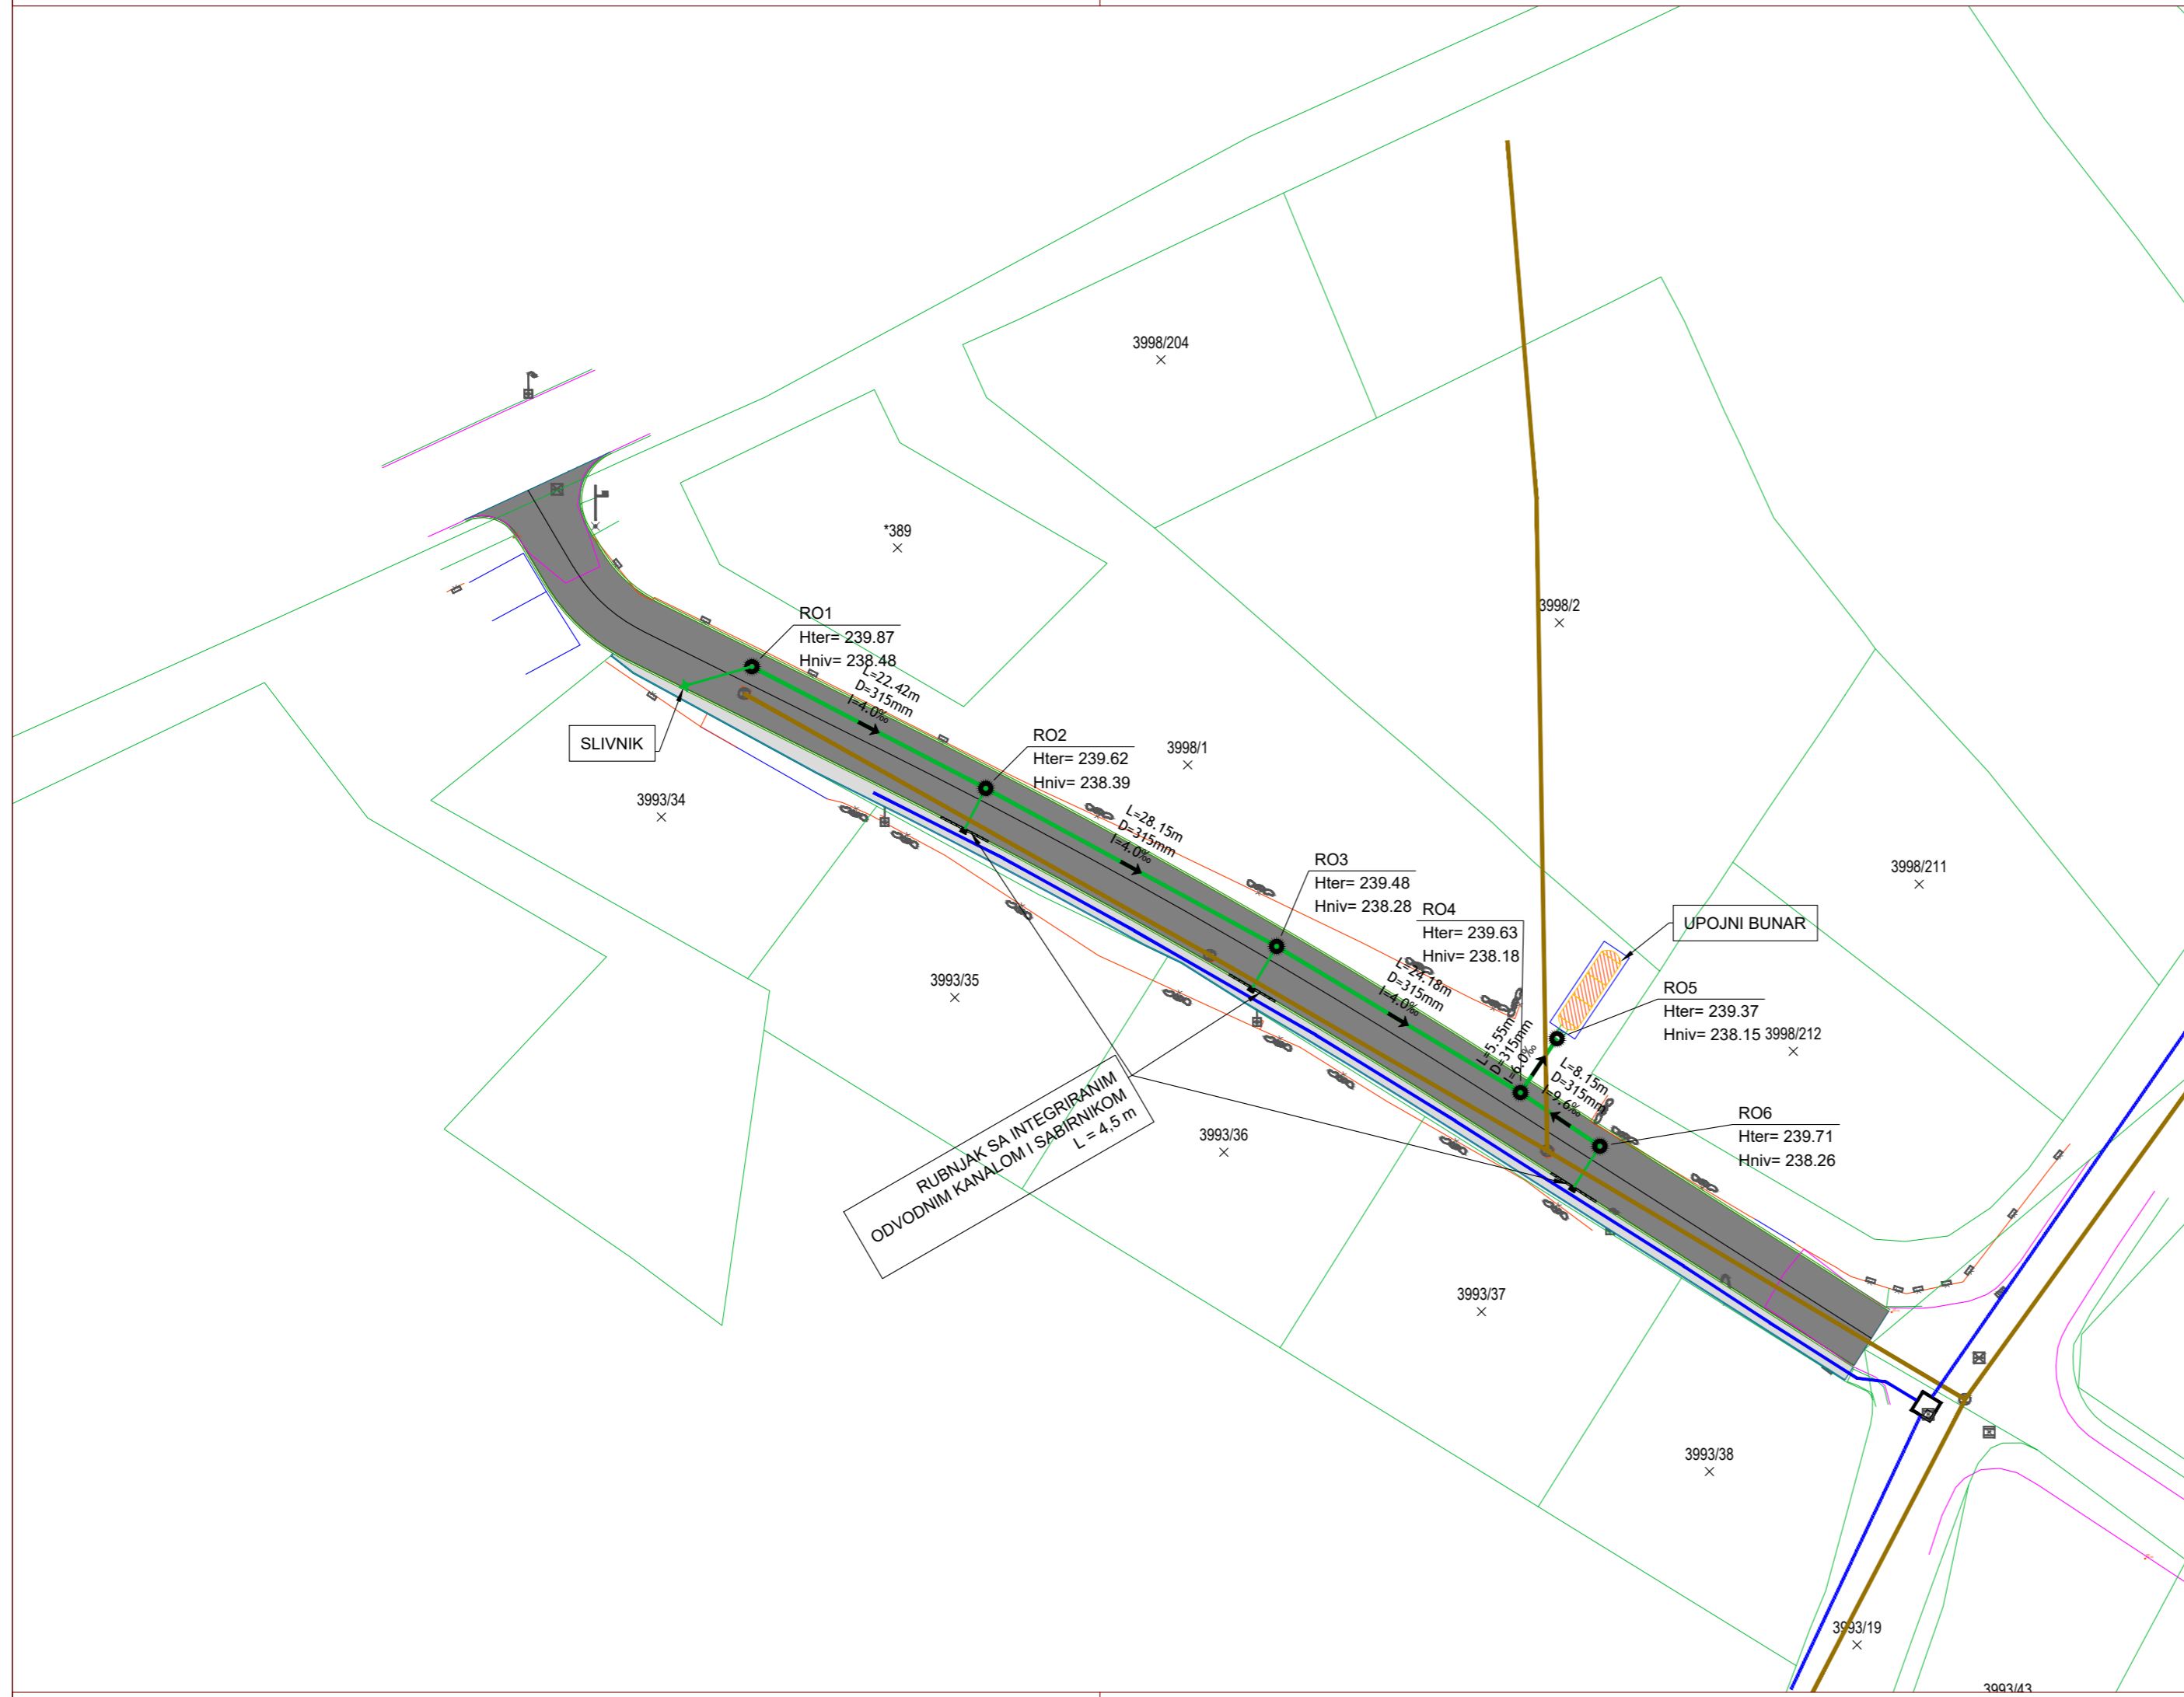 3998/204
*389
3998/2
RO1
Hter= 239.87
Hniv= 238.48
L=22.42m
D=315mm
I=4.0‰
SLIVNIK
RO2
Hter= 239.62
Hniv= 238.39
3998/1
3993/34
L=28.15m
D=315mm
I=4.0‰
RO3
Hter= 239.48
Hniv= 238.28
RO4
Hter= 239.63
Hniv= 238.18
3998/211
UPOJNI BUNAR
3993/35
L=24.18m
D=315mm
I=4.0‰
RO5
Hter= 239.37
Hniv= 238.15
3998/212
L=5.55m
D=315mm
I=6.0‰
L=8.15m
D=315mm
I=9.6‰
RUBNJAK SA INTEGRIRANIM
ODVODNIM KANALOM I SABIRNIKOM
L = 4,5 m
3993/36
RO6
Hter= 239.71
Hniv= 238.26
3993/37
3993/38
3993/19
3993/43